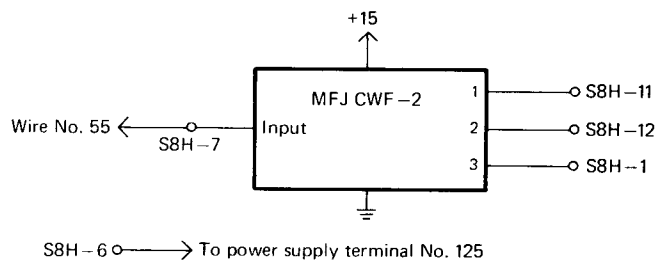 +15
MFJ CWF-2
1
S8H-11
Wire No. 55
S8H-7
Input
2
S8H-12
3
S8H-1
S8H-6
To power supply terminal No. 125